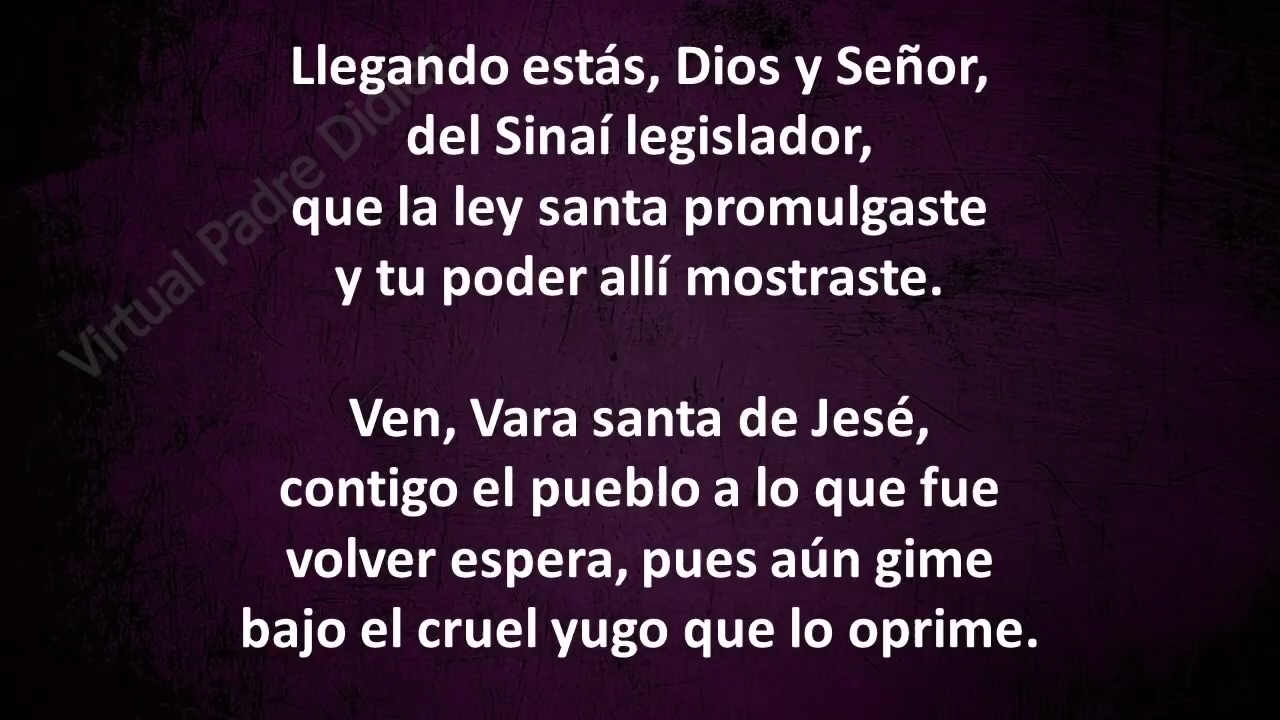 Llegando estás, Dios y Señor,
del Sinaí legislador,
que la ley santa promulgaste
y tu poder allí mostraste.
Ven, Vara santa de Jesé,
contigo el pueblo a lo que fue
volver espera, pues aún gime
bajo el cruel yugo que lo oprime.
Virtual Padre